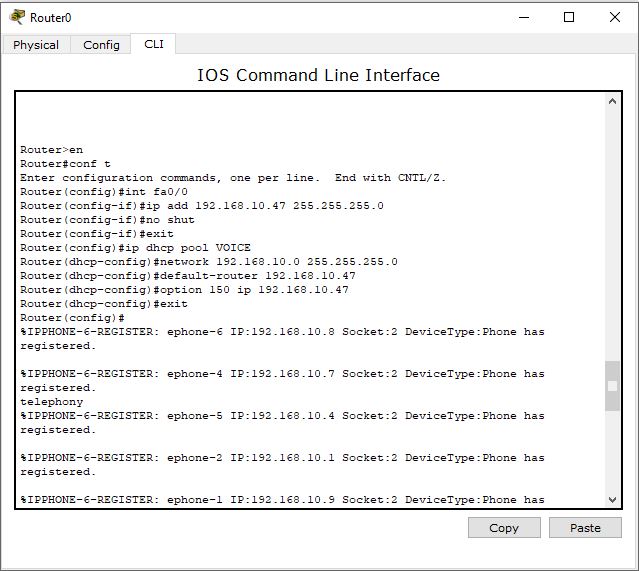 Router0
Physical Config CLI
IOS Command Line Interface
Router>en
Router#conf t
Enter configuration commands, one per line.  End with CNTL/Z.
Router(config)#int fa0/0
Router(config-if)#ip add 192.168.10.47 255.255.255.0
Router(config-if)#no shut
Router(config-if)#exit
Router(config)#ip dhcp pool VOICE
Router(dhcp-config)#network 192.168.10.0 255.255.255.0
Router(dhcp-config)#default-router 192.168.10.47
Router(dhcp-config)#option 150 ip 192.168.10.47
Router(dhcp-config)#exit
Router(config)#
%IPPHONE-6-REGISTER: ephone-6 IP:192.168.10.8 Socket:2 DeviceType:Phone has
registered.
%IPPHONE-6-REGISTER: ephone-4 IP:192.168.10.7 Socket:2 DeviceType:Phone has
registered.
telephony
%IPPHONE-6-REGISTER: ephone-5 IP:192.168.10.4 Socket:2 DeviceType:Phone has
registered.
%IPPHONE-6-REGISTER: ephone-2 IP:192.168.10.1 Socket:2 DeviceType:Phone has
registered.
%IPPHONE-6-REGISTER: ephone-1 IP:192.168.10.9 Socket:2 DeviceType:Phone has
Copy Paste